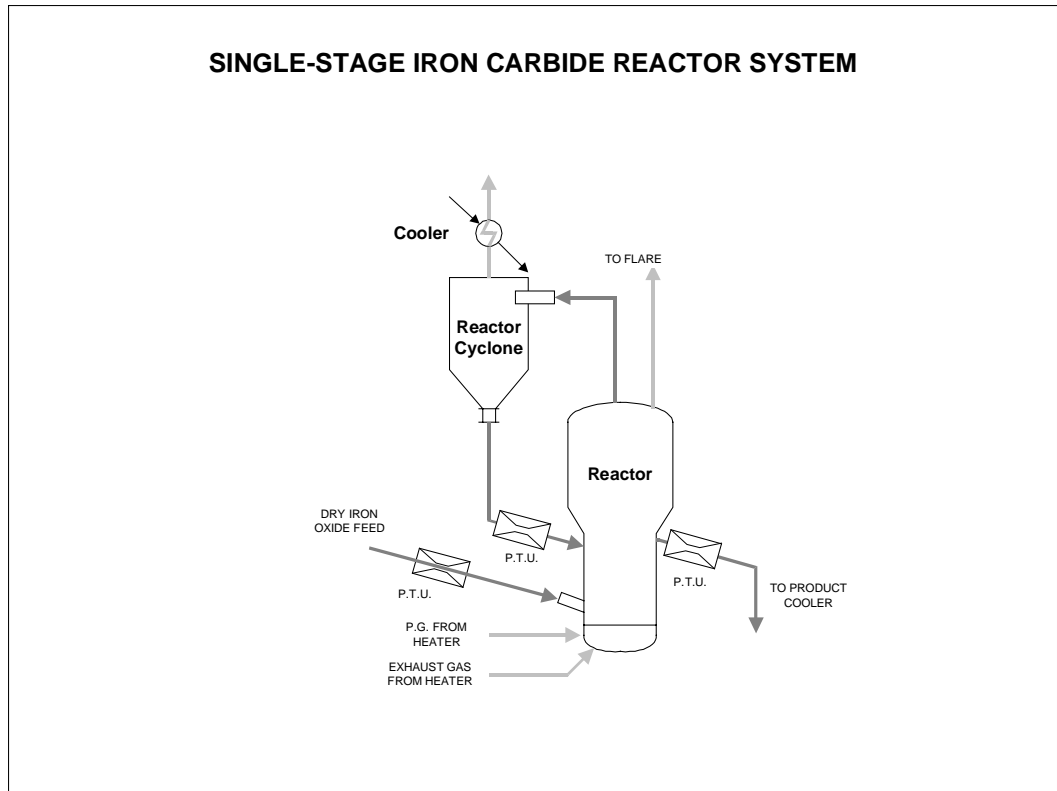 SINGLE-STAGE IRON CARBIDE REACTOR SYSTEM
Cooler
TO FLARE
Reactor
Cyclone
Reactor
DRY IRON
OXIDE FEED
P.T.U.
P.T.U.
P.T.U.
TO PRODUCT
COOLER
P.G. FROM
HEATER
EXHAUST GAS
FROM HEATER